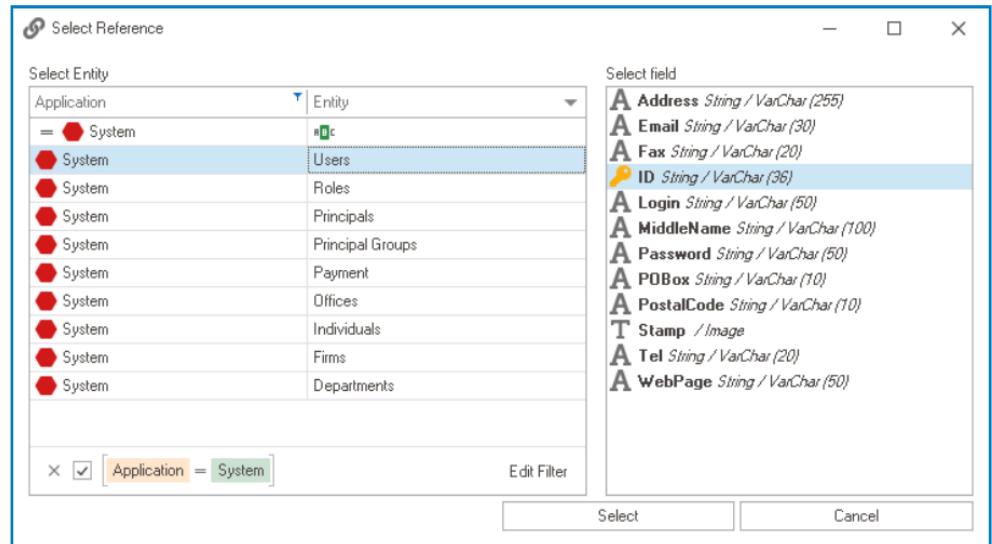 Select Reference
Select Entity
Application Entity
= System ABC
System Users
System Roles
System Principals
System Principal Groups
System Payment
System Offices
System Individuals
System Firms
System Departments
Application = System
Edit Filter
Select field
Address String / VarChar (255)
Email String / VarChar (30)
Fax String / VarChar (20)
ID String / VarChar (36)
Login String / VarChar (50)
MiddleName String / VarChar (100)
Password String / VarChar (50)
POBox String / VarChar (10)
PostalCode String / VarChar (10)
Stamp / Image
Tel String / VarChar (20)
WebPage String / VarChar (50)
Select
Cancel